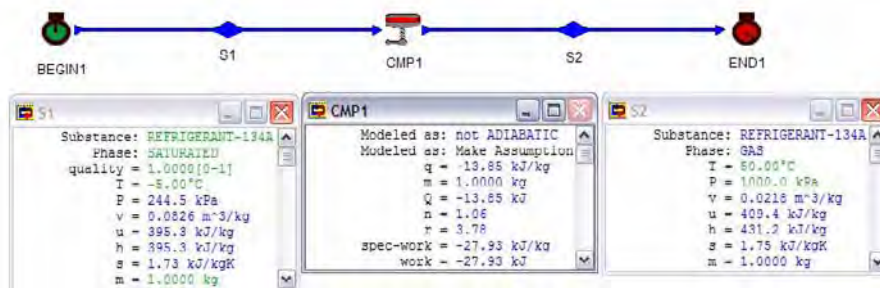 BEGIN1
S1
CMP1
S2
END1
S1
Substance: REFRIGERANT-134A
Phase: SATURATED
quality = 1.0000[0-1]
T = -5.00°C
P = 244.5 kPa
v = 0.0826 m^3/kg
u = 395.3 kJ/kg
h = 395.3 kJ/kg
s = 1.73 kJ/kgK
m = 1.0000 kg
CMP1
Modeled as: not ADIABATIC
Modeled as: Make Assumption
q = -13.85 kJ/kg
m = 1.0000 kg
Q = -13.85 kJ
n = 1.06
r = 3.78
spec-work = -27.93 kJ/kg
work = -27.93 kJ
S2
Substance: REFRIGERANT-134A
Phase: GAS
T = 50.00°C
P = 1000.0 kPa
v = 0.0218 m^3/kg
u = 409.4 kJ/kg
h = 431.2 kJ/kg
s = 1.75 kJ/kgK
m = 1.0000 kg